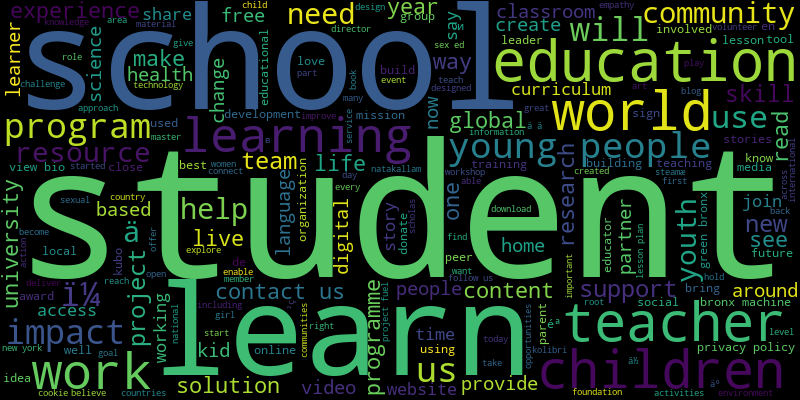 experience knowledge area share free need year group say classroom create leader involved volunteer en community
learner science material child love design director sex ed will lesson tool
school education
challenge role make health change educational build event way curriculum skill
approach technology part book many teach designed play art blog empathy
program used development mission now global world use
master learning improve service information great sign stories read
resource started close best women team life young people research building teaching know media
view bio connect day every natakallam training workshop able created steam first across international
university country based sexual help language organization story one peer home educator partner youth join new back
student
become local action offer live explore digital donate scholas download find want lesson plan green bronx see future
deliver kubo de enable member follow us important hold bring
award access reach open contact us people content support root social bronx machine around
project working including communities programme project fuel parent opportunities
impact national girl start right time today kolibri teacher level
new york well goal kid online using take privacy policy
idea work learn us children
cookie believe countries solution video website provide foundation activities environment